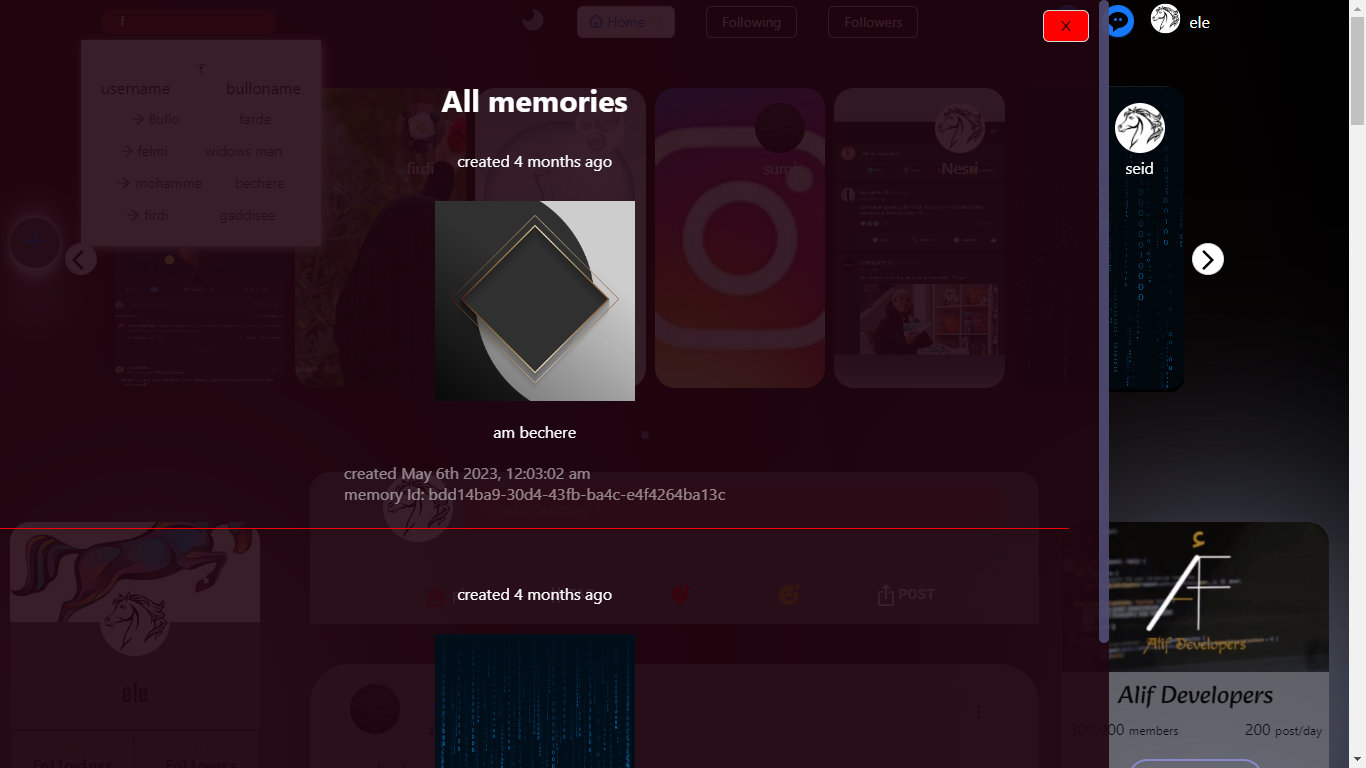 f
Home
Following
Followers
X
ele
'f'
username bulloname
Bullo farde
felmi widows man
mohamme bechere
firdi gaddisee
firdi
sumi
Nesri
seid
All memories
created 4 months ago
am bechere
created May 6th 2023, 12:03:02 am
memory Id: bdd14ba9-30d4-43fb-ba4c-e4f4264ba13c
created 4 months ago
POST
ele
Followings Followers
Alif Developers
Alif Developers
300,000 members 200 post/day